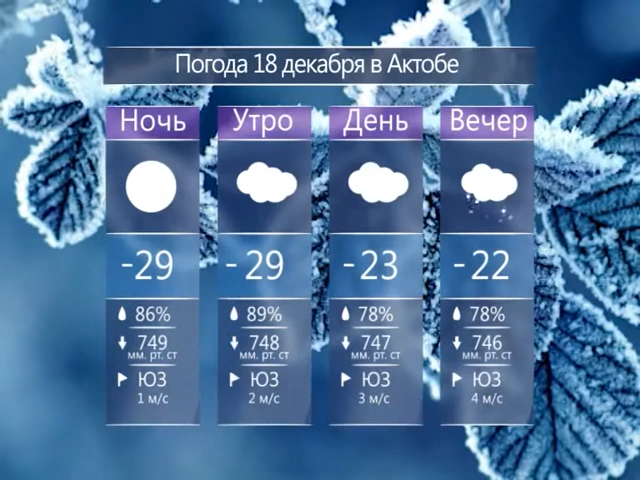 Погода 18 декабря в Актобе
Ночь Утро День Вечер
-29 -29 -23 -22
86% 89% 78% 78%
749 748 747 746
мм. рт. ст мм. рт. ст мм. рт. ст мм. рт. ст
ЮЗ ЮЗ ЮЗ ЮЗ
1 м/с 2 м/с 3 м/с 4 м/с